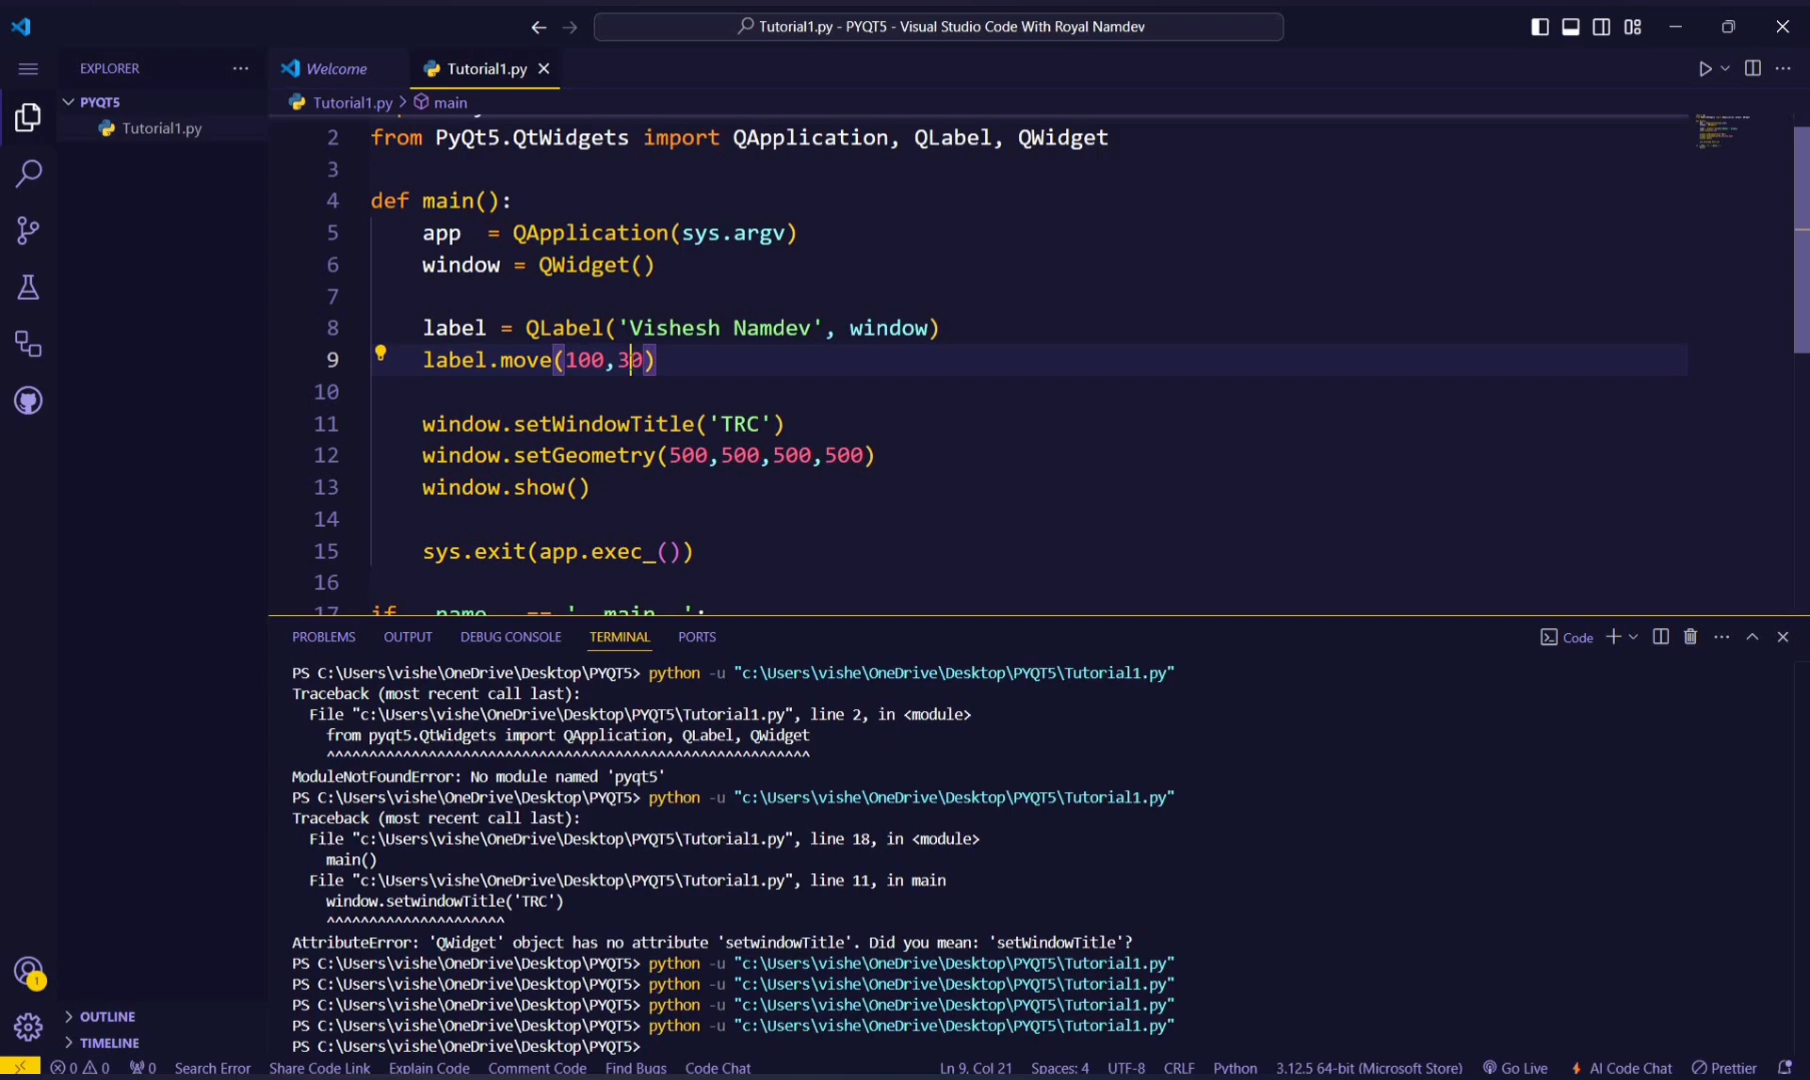 Tutorial1.py - PYQT5 - Visual Studio Code With Royal Namdev
EXPLORER
Welcome
Tutorial1.py
PYQT5
Tutorial1.py
Tutorial1.py > main
2 from PyQt5.QtWidgets import QApplication, QLabel, QWidget
3
4 def main():
5 app  = QApplication(sys.argv)
6 window = QWidget()
7
8 label = QLabel('Vishesh Namdev', window)
9 label.move(100,30)
10
11 window.setWindowTitle('TRC')
12 window.setGeometry(500,500,500,500)
13 window.show()
14
15 sys.exit(app.exec_())
16
17 if __name__ == '__main__':
PROBLEMS OUTPUT DEBUG CONSOLE TERMINAL PORTS
Code
PS C:\Users\vishe\OneDrive\Desktop\PYQT5> python -u "c:\Users\vishe\OneDrive\Desktop\PYQT5\Tutorial1.py"
Traceback (most recent call last):
File "c:\Users\vishe\OneDrive\Desktop\PYQT5\Tutorial1.py", line 2, in <module>
from pyqt5.QtWidgets import QApplication, QLabel, QWidget
^^^^^^^^^^^^^^^^^^^^^^^^^^^^^^^^^^^^^^^^^^^^^^^^^^^^^^^^^
ModuleNotFoundError: No module named 'pyqt5'
PS C:\Users\vishe\OneDrive\Desktop\PYQT5> python -u "c:\Users\vishe\OneDrive\Desktop\PYQT5\Tutorial1.py"
Traceback (most recent call last):
File "c:\Users\vishe\OneDrive\Desktop\PYQT5\Tutorial1.py", line 18, in <module>
main()
File "c:\Users\vishe\OneDrive\Desktop\PYQT5\Tutorial1.py", line 11, in main
window.setwindowTitle('TRC')
^^^^^^^^^^^^^^^^^^^^^
AttributeError: 'QWidget' object has no attribute 'setwindowTitle'. Did you mean: 'setWindowTitle'?
PS C:\Users\vishe\OneDrive\Desktop\PYQT5> python -u "c:\Users\vishe\OneDrive\Desktop\PYQT5\Tutorial1.py"
PS C:\Users\vishe\OneDrive\Desktop\PYQT5> python -u "c:\Users\vishe\OneDrive\Desktop\PYQT5\Tutorial1.py"
PS C:\Users\vishe\OneDrive\Desktop\PYQT5> python -u "c:\Users\vishe\OneDrive\Desktop\PYQT5\Tutorial1.py"
PS C:\Users\vishe\OneDrive\Desktop\PYQT5> python -u "c:\Users\vishe\OneDrive\Desktop\PYQT5\Tutorial1.py"
PS C:\Users\vishe\OneDrive\Desktop\PYQT5>
1
OUTLINE
TIMELINE
0 0 0 Search Error Share Code Link Explain Code Comment Code Find Bugs Code Chat Ln 9, Col 21 Spaces: 4 UTF-8 CRLF Python 3.12.5 64-bit (Microsoft Store) Go Live AI Code Chat Prettier